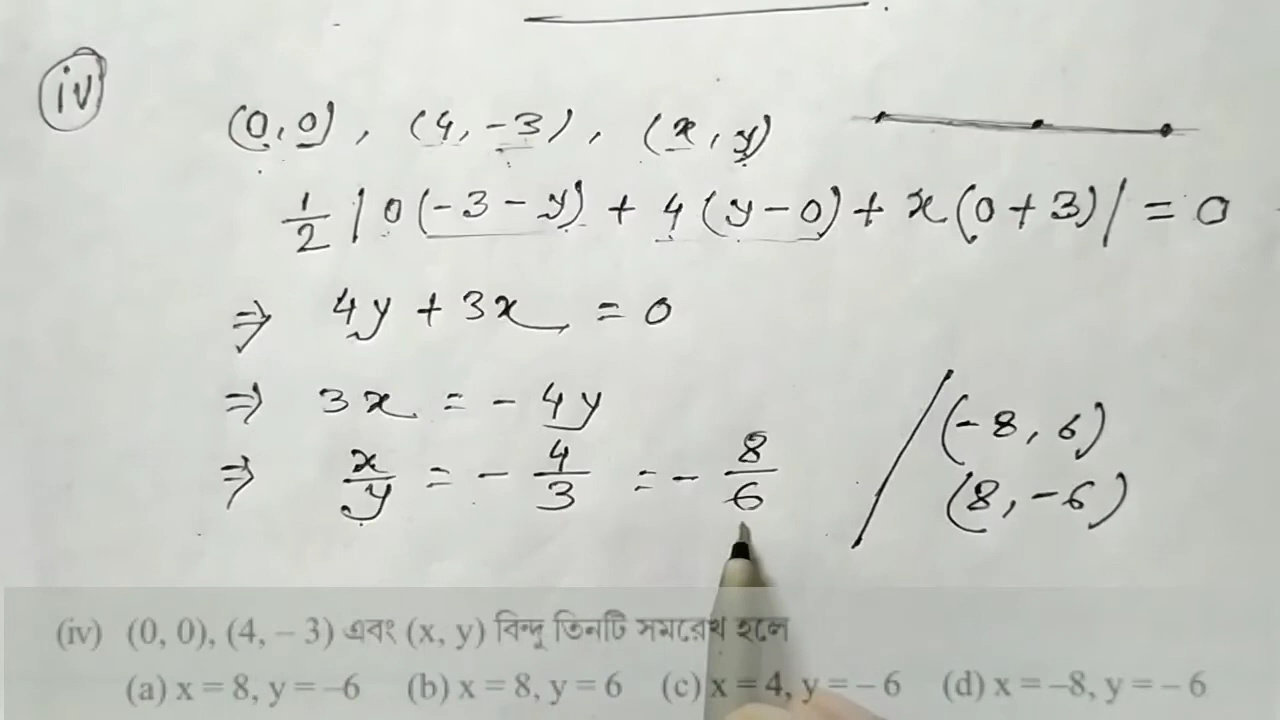 iv
(0, 0), (4, -3), (x, y)
1/2 | 0(-3 - y) + 4(y - 0) + x(0 + 3) | = 0
⇒ 4y + 3x = 0
⇒ 3x = - 4y
⇒ x/y = - 4/3 = - 8/6
(-8, 6)
(8, -6)
(iv) (0, 0), (4, – 3) এবং (x, y) বিন্দু তিনটি সমরেখ হলে
(a) x = 8, y = –6 (b) x = 8, y = 6 (c) x = 4, y = – 6 (d) x = –8, y = – 6